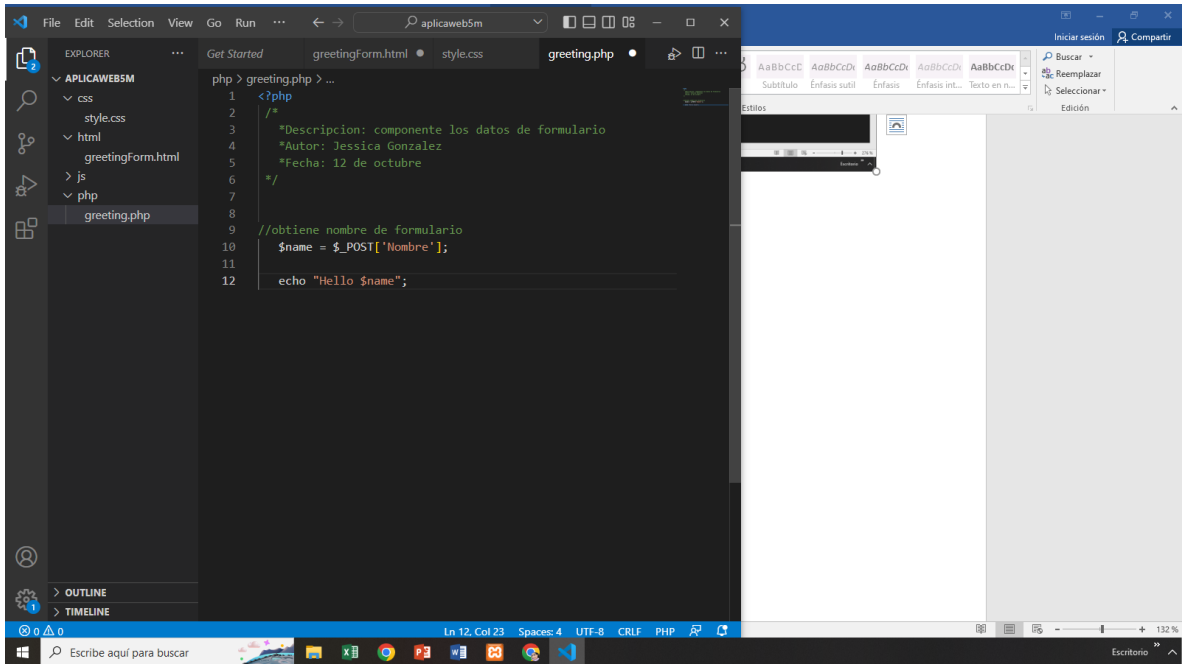 File Edit Selection View Go Run ··· ← → aplicaweb5m
EXPLORER ···
Get Started greetingForm.html ● style.css greeting.php ●
APLICAWEB5M
css
style.css
html
greetingForm.html
js
php
greeting.php
OUTLINE
TIMELINE
php > greeting.php > ...
1 <?php
2 /*
3 *Descripcion: componente los datos de formulario
4 *Autor: Jessica Gonzalez
5 *Fecha: 12 de octubre
6 */
7
8
9 //obtiene nombre de formulario
10 $name = $_POST['Nombre'];
11
12 echo "Hello $name";
2
1
0 0 Ln 12, Col 23 Spaces: 4 UTF-8 CRLF PHP
Iniciar sesión Compartir
AaBbCcD AaBbCcDc AaBbCcDc AaBbCcDc AaBbCcDc
Subtítulo Énfasis sutil Énfasis Énfasis int... Texto en n...
Estilos
Buscar
Reemplazar
Seleccionar
Edición
Escritorio
132 %
Escribe aquí para buscar
Escritorio